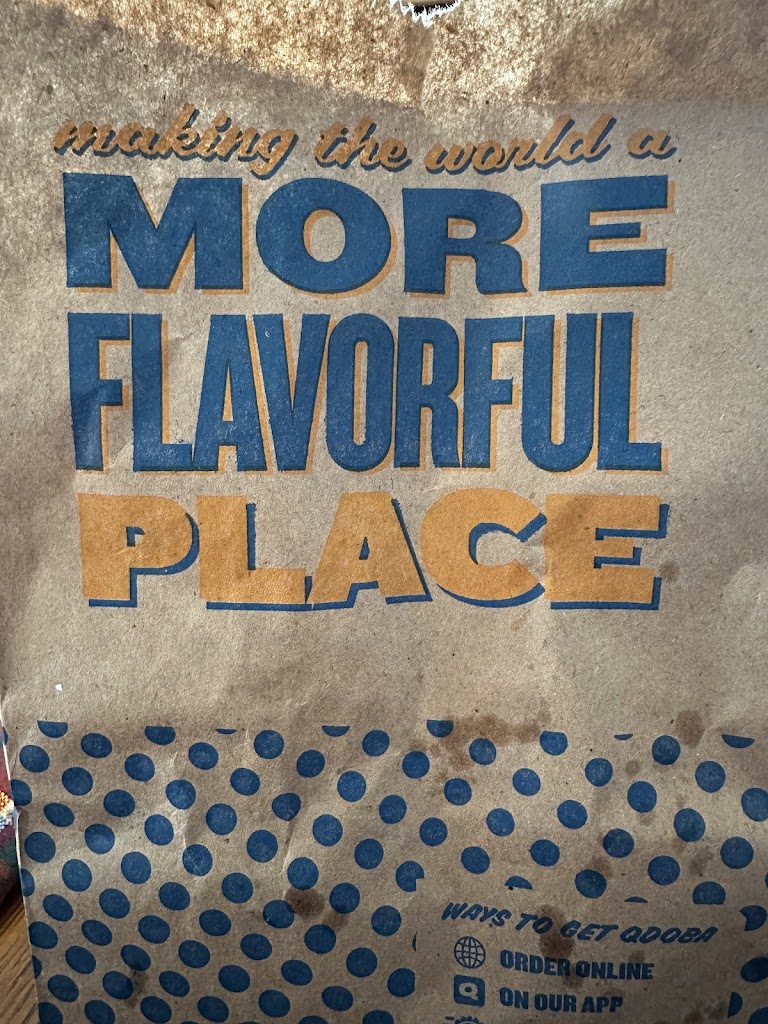 making the world a
MORE
FLAVORFUL
PLACE
WAYS TO GET QDOBA
ORDER ONLINE
ON OUR APP